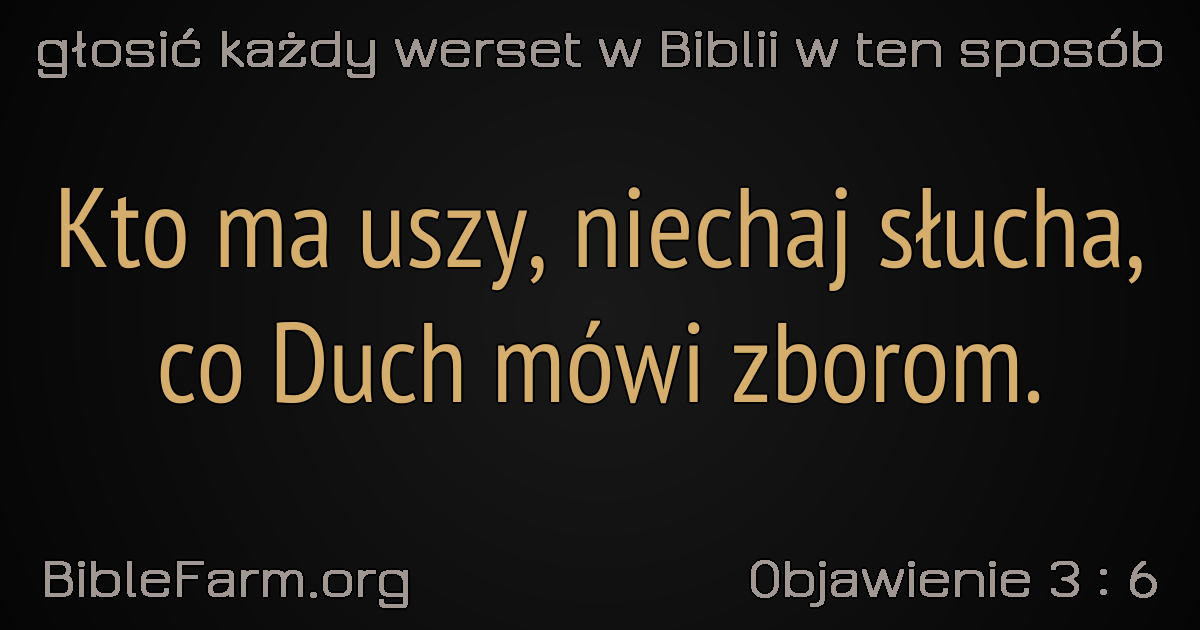 głosić każdy werset w Biblii w ten sposób
Kto ma uszy, niechaj słucha,
co Duch mówi zborom.
BibleFarm.org
Objawienie 3 : 6